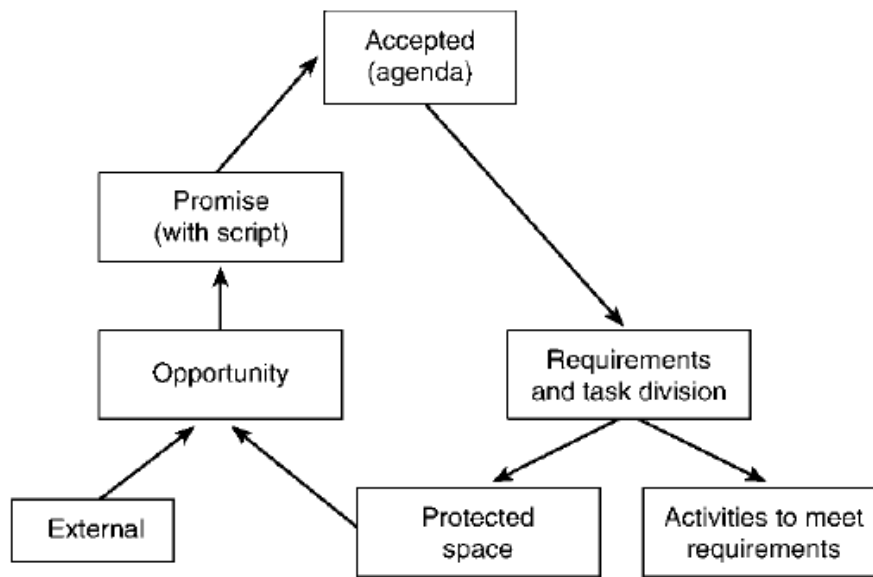 Accepted
(agenda)
Promise
(with script)
Opportunity
Requirements
and task division
External
Protected
space
Activities to meet
requirements